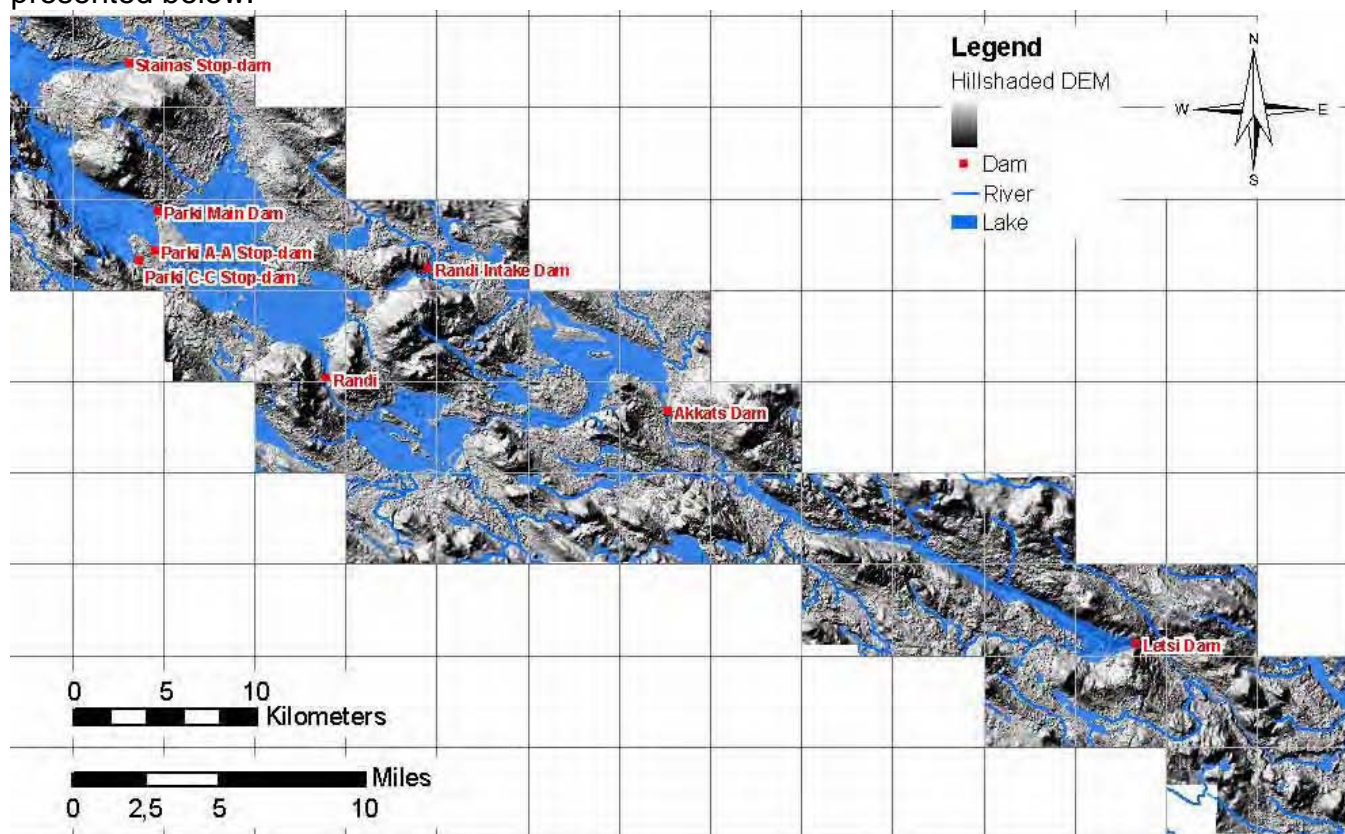 presented below.
Legend
Hillshaded DEM
Dam
River
Lake
N
W E
S
Stainas Stop-dam
Parki Main Dam
Parki A-A Stop-dam
Parki C-C Stop-dam
Randi Intake Dam
Randi
Akkats Dam
Letsi Dam
0 5 10
Kilometers
Miles
0 2,5 5 10